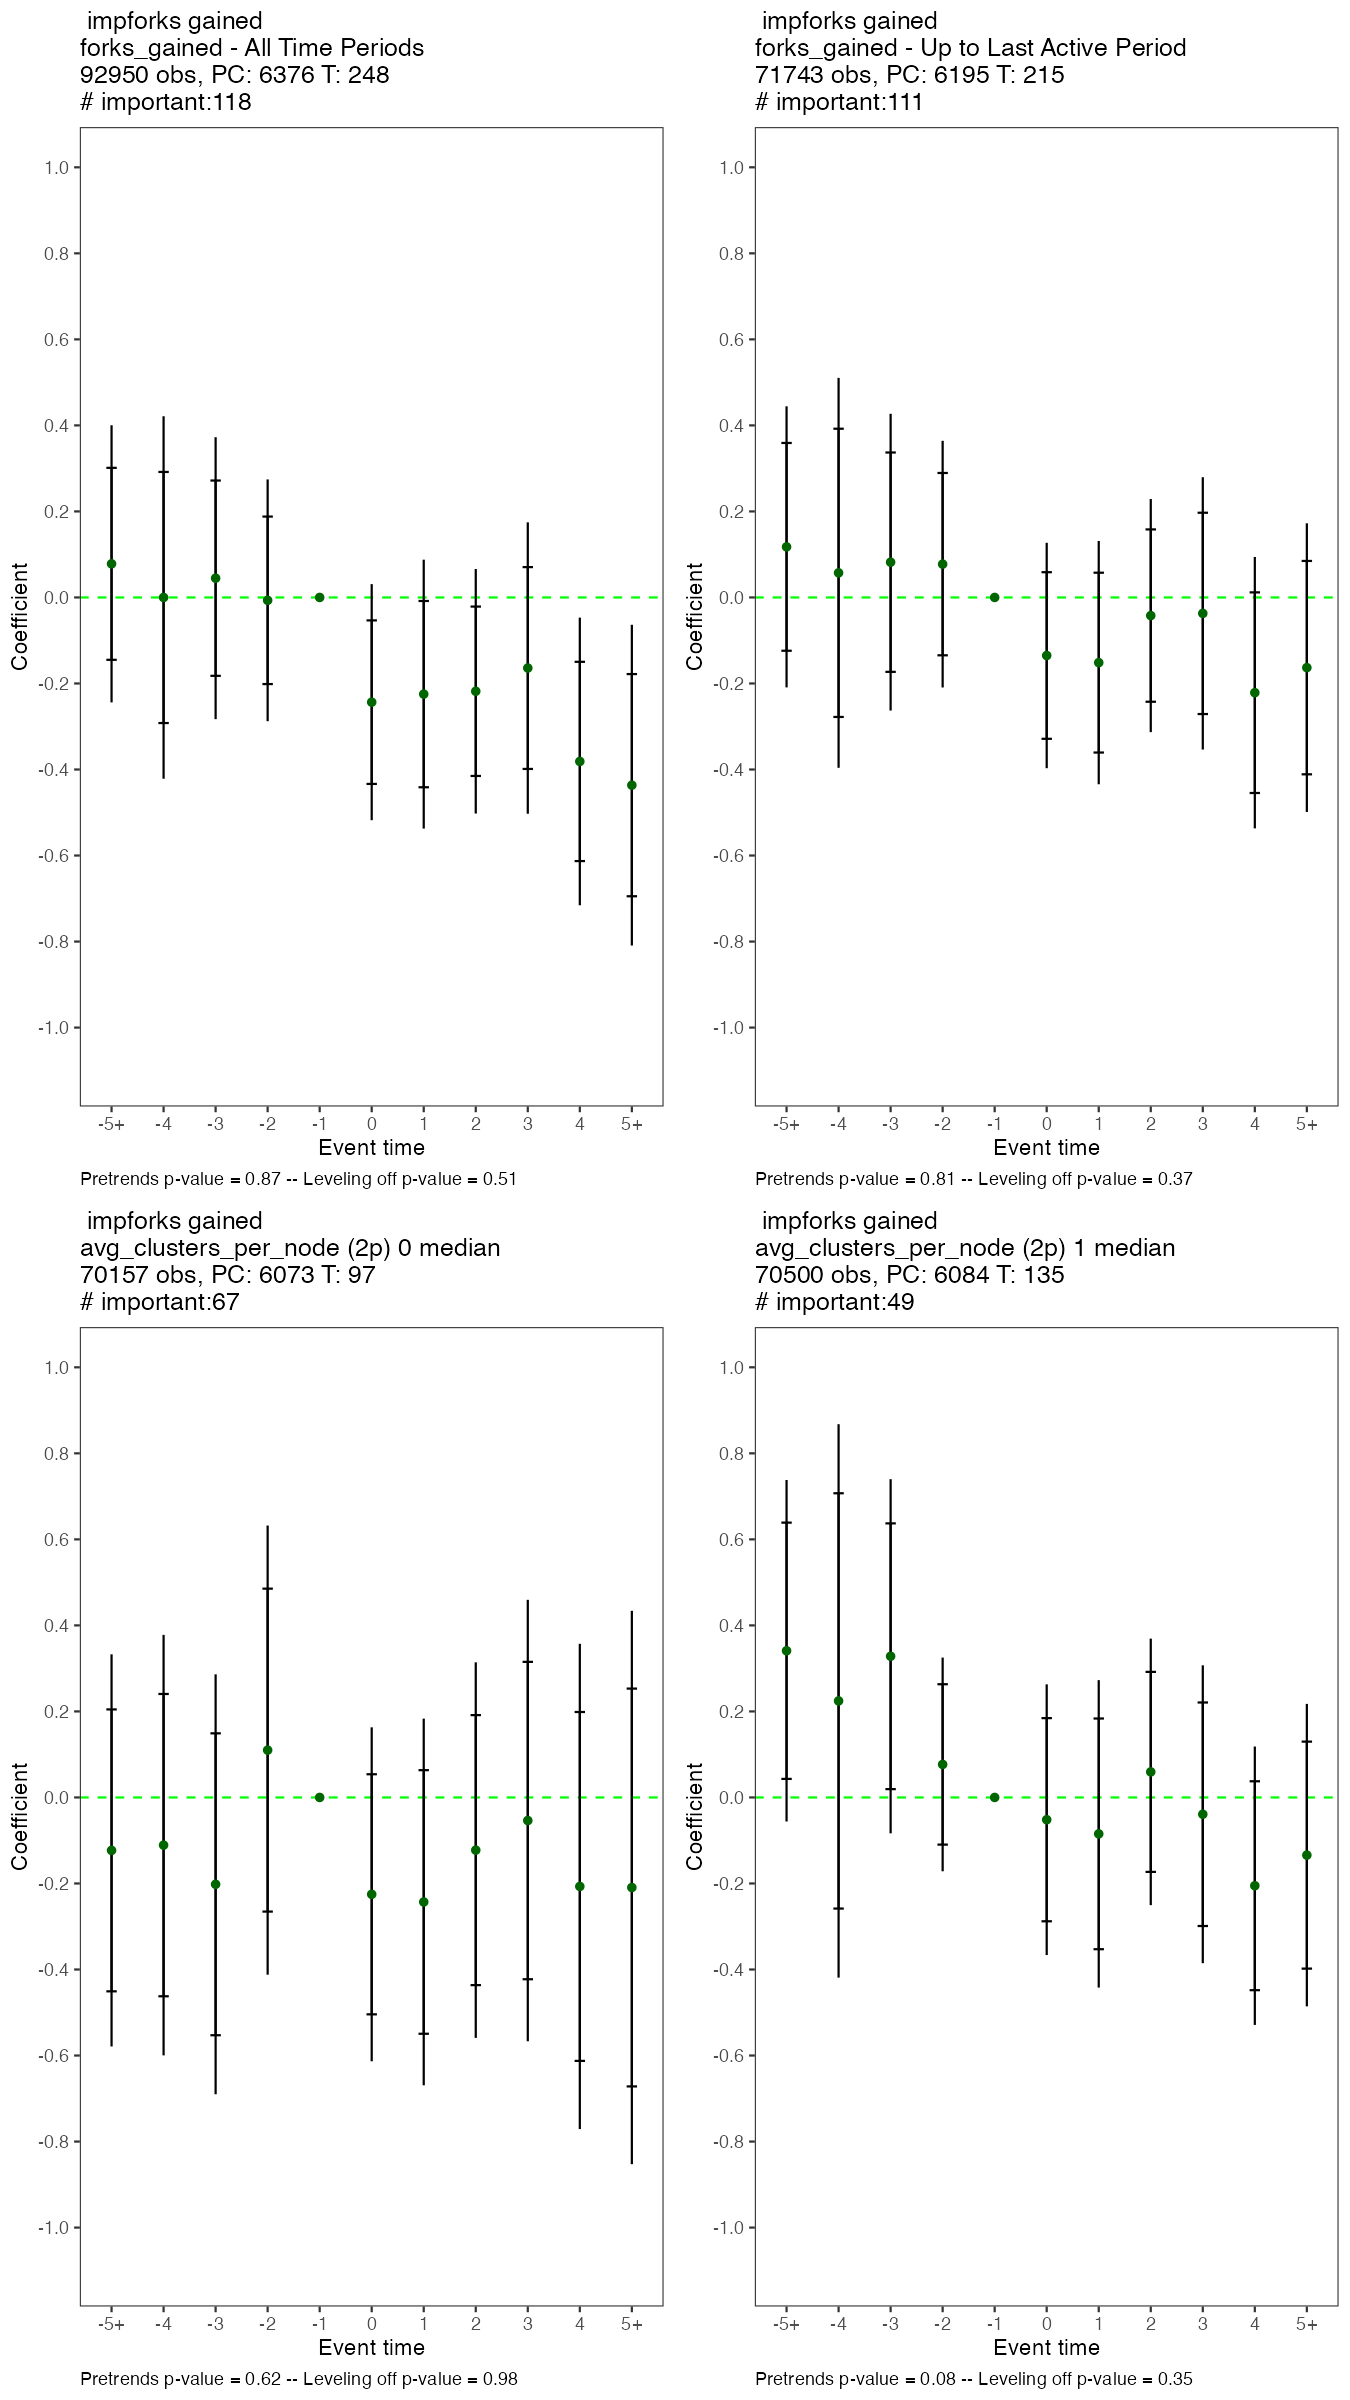 impforks gained
forks_gained - All Time Periods
92950 obs, PC: 6376 T: 248
# important:118
1.0
0.8
0.6
0.4
0.2
0.0
-0.2
-0.4
-0.6
-0.8
-1.0
Coefficient
-5+ -4 -3 -2 -1 0 1 2 3 4 5+
Event time
Pretrends p-value = 0.87 -- Leveling off p-value = 0.51
impforks gained
forks_gained - Up to Last Active Period
71743 obs, PC: 6195 T: 215
# important:111
1.0
0.8
0.6
0.4
0.2
0.0
-0.2
-0.4
-0.6
-0.8
-1.0
Coefficient
-5+ -4 -3 -2 -1 0 1 2 3 4 5+
Event time
Pretrends p-value = 0.81 -- Leveling off p-value = 0.37
impforks gained
avg_clusters_per_node (2p) 0 median
70157 obs, PC: 6073 T: 97
# important:67
1.0
0.8
0.6
0.4
0.2
0.0
-0.2
-0.4
-0.6
-0.8
-1.0
Coefficient
-5+ -4 -3 -2 -1 0 1 2 3 4 5+
Event time
Pretrends p-value = 0.62 -- Leveling off p-value = 0.98
impforks gained
avg_clusters_per_node (2p) 1 median
70500 obs, PC: 6084 T: 135
# important:49
1.0
0.8
0.6
0.4
0.2
0.0
-0.2
-0.4
-0.6
-0.8
-1.0
Coefficient
-5+ -4 -3 -2 -1 0 1 2 3 4 5+
Event time
Pretrends p-value = 0.08 -- Leveling off p-value = 0.35